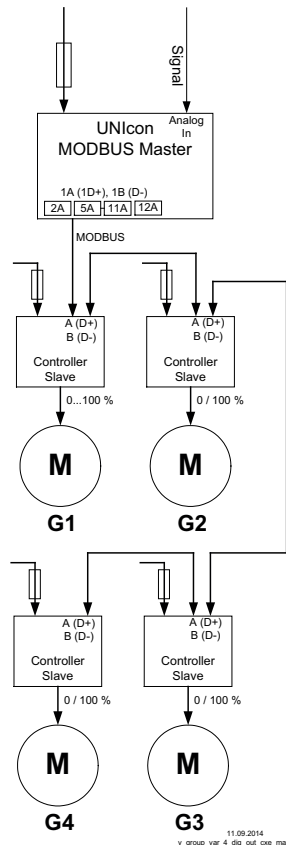 Signal
Analog
In
UNIcon
MODBUS Master
1A (1D+), 1B (D-)
2A 5A 11A 12A
MODBUS
A (D+)
B (D-)
Controller
Slave
0...100 %
M
G1
A (D+)
B (D-)
Controller
Slave
0 / 100 %
M
G2
A (D+)
B (D-)
Controller
Slave
0 / 100 %
M
G4
A (D+)
B (D-)
Controller
Slave
0 / 100 %
M
G3
11.09.2014